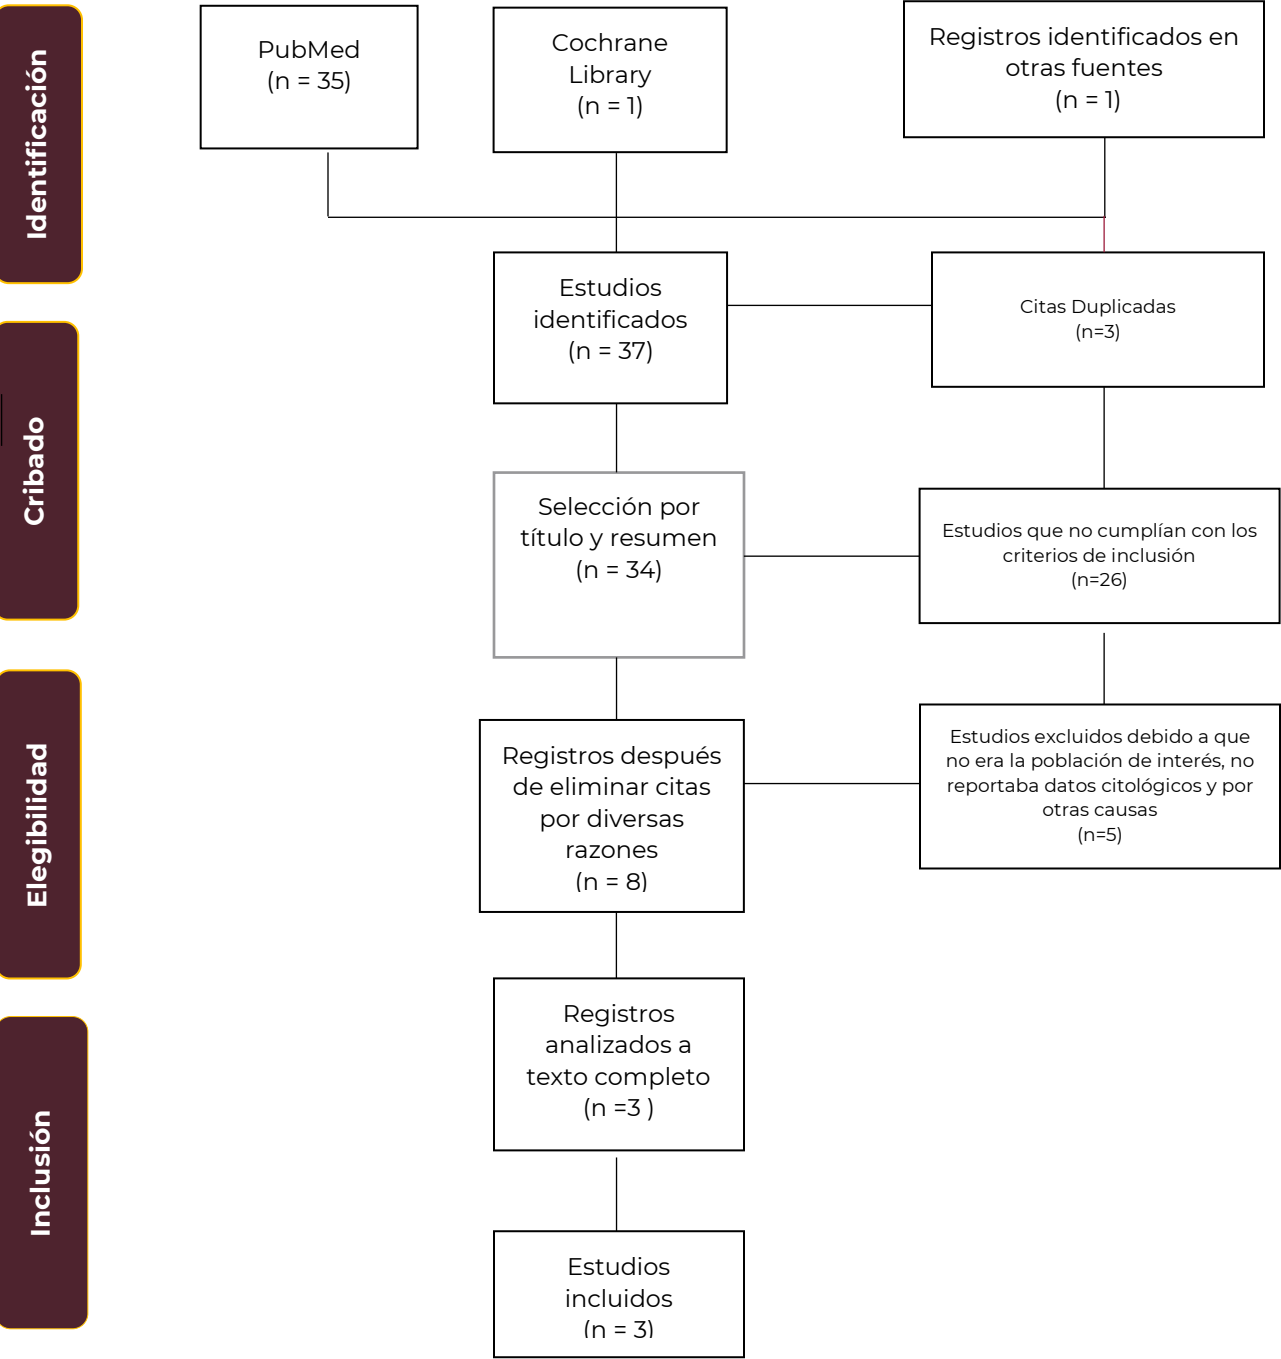 Identificación
PubMed
(n = 35)
Cochrane
Library
(n = 1)
Registros identificados en
otras fuentes
(n = 1)
Estudios
identificados
(n = 37)
Citas Duplicadas
(n=3)
Cribado
Selección por
título y resumen
(n = 34)
Estudios que no cumplían con los
criterios de inclusión
(n=26)
Elegibilidad
Registros después
de eliminar citas
por diversas
razones
(n = 8)
Estudios excluidos debido a que
no era la población de interés, no
reportaba datos citológicos y por
otras causas
(n=5)
Inclusión
Registros
analizados a
texto completo
(n =3 )
Estudios
incluidos
(n = 3)